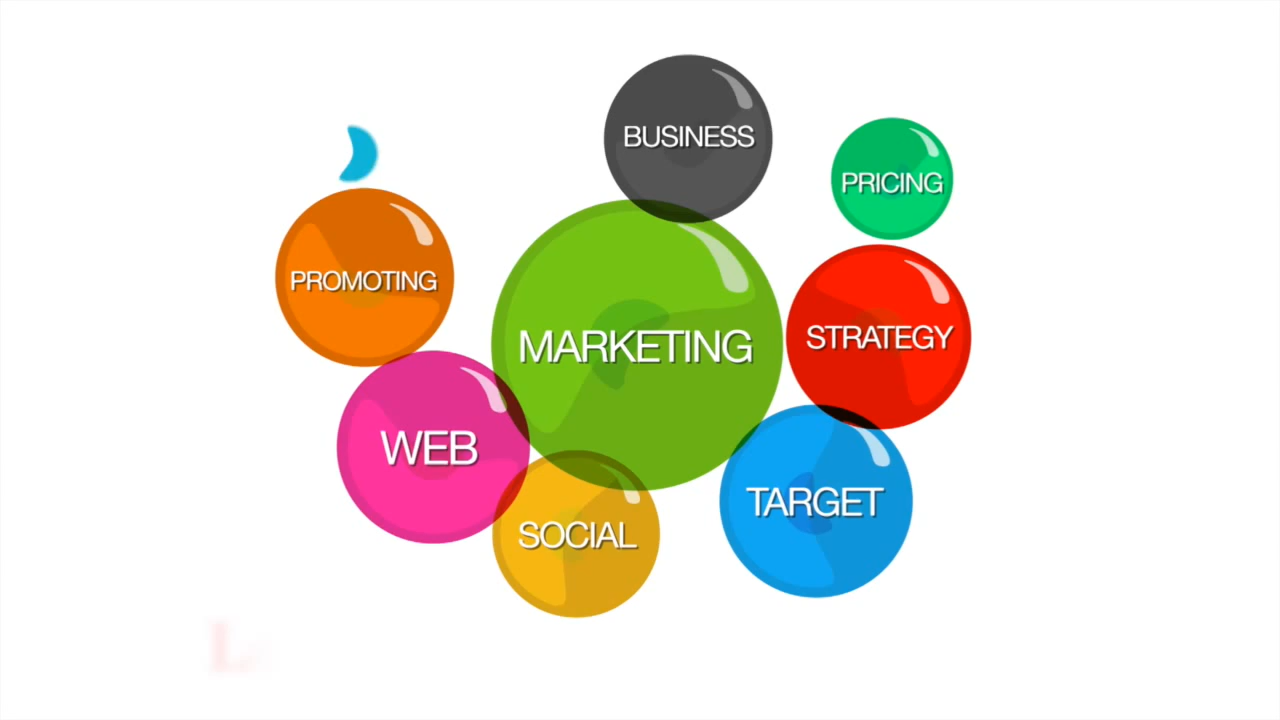 BUSINESS
PRICING
PROMOTING
MARKETING
STRATEGY
WEB
TARGET
SOCIAL